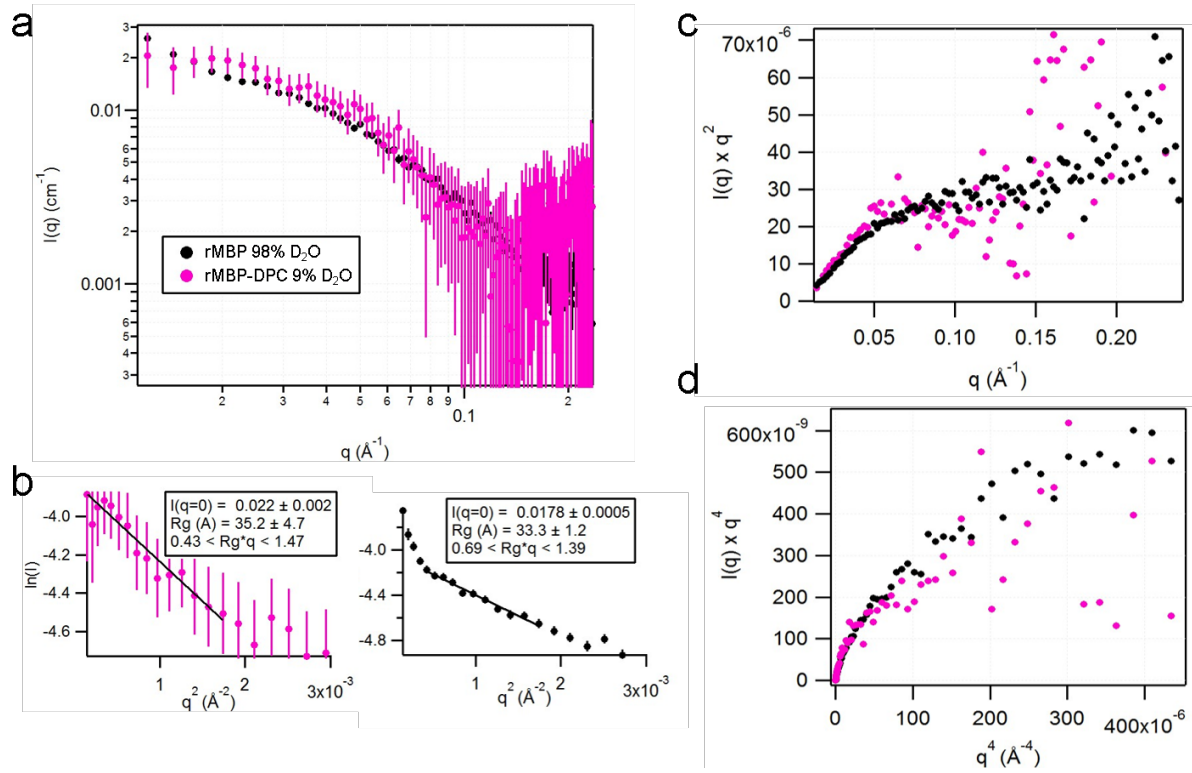 a
I(q) (cm⁻¹)
3
2
0.01
6
5
4
3
2
0.001
6
5
4
3
rMBP 98% D₂O
rMBP-DPC 9% D₂O
2 3 4 5 6 7 8 9 0.1 2
q (Å⁻¹)
b
ln(I)
-4.0
-4.2
-4.4
-4.6
I(q=0) = 0.022 ± 0.002
Rg (A) = 35.2 ± 4.7
0.43 < Rg*q < 1.47
1 2 3x10⁻³
q² (Å⁻²)
-4.0
-4.4
-4.8
I(q=0) = 0.0178 ± 0.0005
Rg (A) = 33.3 ± 1.2
0.69 < Rg*q < 1.39
1 2 3x10⁻³
q² (Å⁻²)
c
I(q) x q²
70x10⁻⁶
60
50
40
30
20
10
0
0.05 0.10 0.15 0.20
q (Å⁻¹)
d
I(q) x q⁴
600x10⁻⁹
500
400
300
200
100
0
0 100 200 300 400x10⁻⁶
q⁴ (Å⁻⁴)